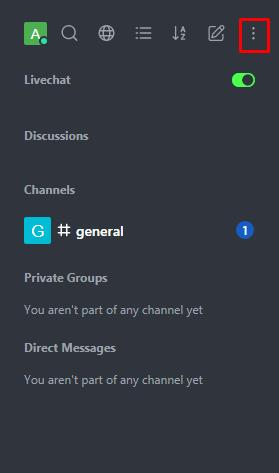 A
Livechat
Discussions
Channels
G # general 1
Private Groups
You aren't part of any channel yet
Direct Messages
You aren't part of any channel yet